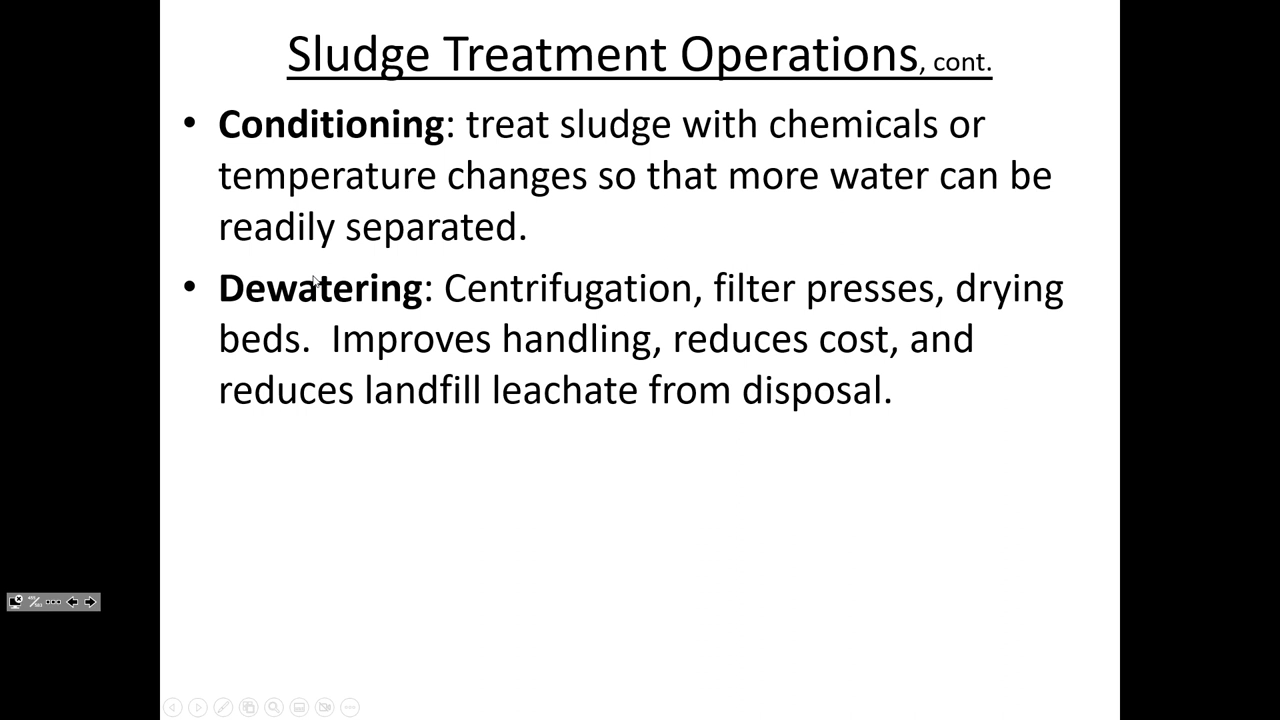 Sludge Treatment Operations, cont.
• Conditioning: treat sludge with chemicals or
temperature changes so that more water can be
readily separated.
• Dewatering: Centrifugation, filter presses, drying
beds.  Improves handling, reduces cost, and
reduces landfill leachate from disposal.